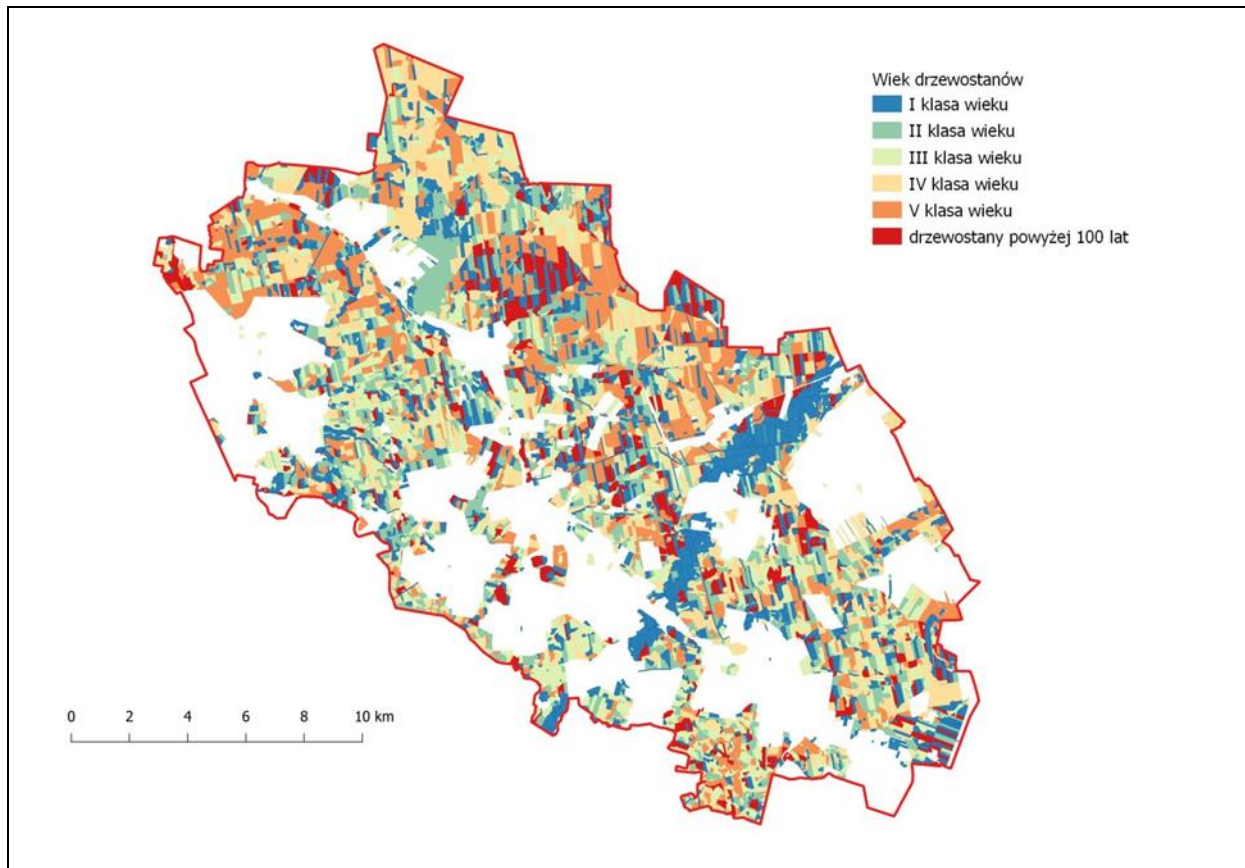 Wiek drzewostanów
I klasa wieku
II klasa wieku
III klasa wieku
IV klasa wieku
V klasa wieku
drzewostany powyżej 100 lat
0 2 4 6 8 10 km